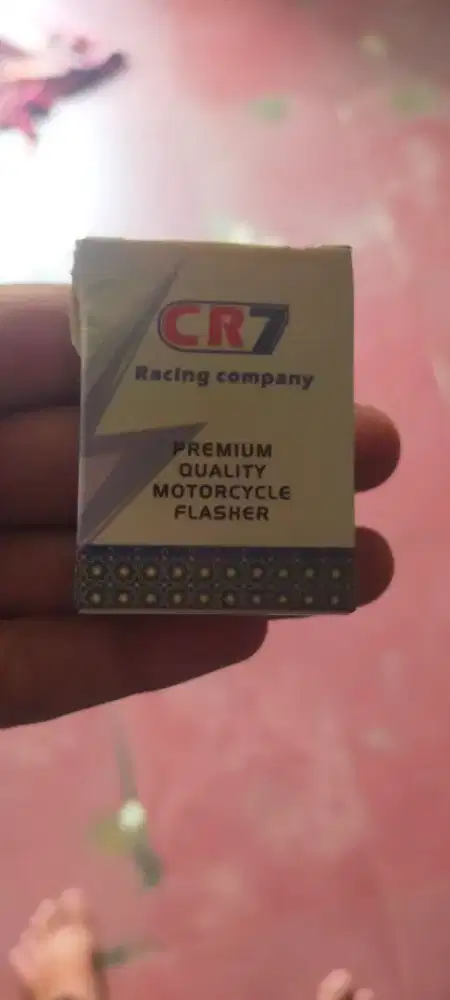 CR7
Racing company
PREMIUM
QUALITY
MOTORCYCLE
FLASHER